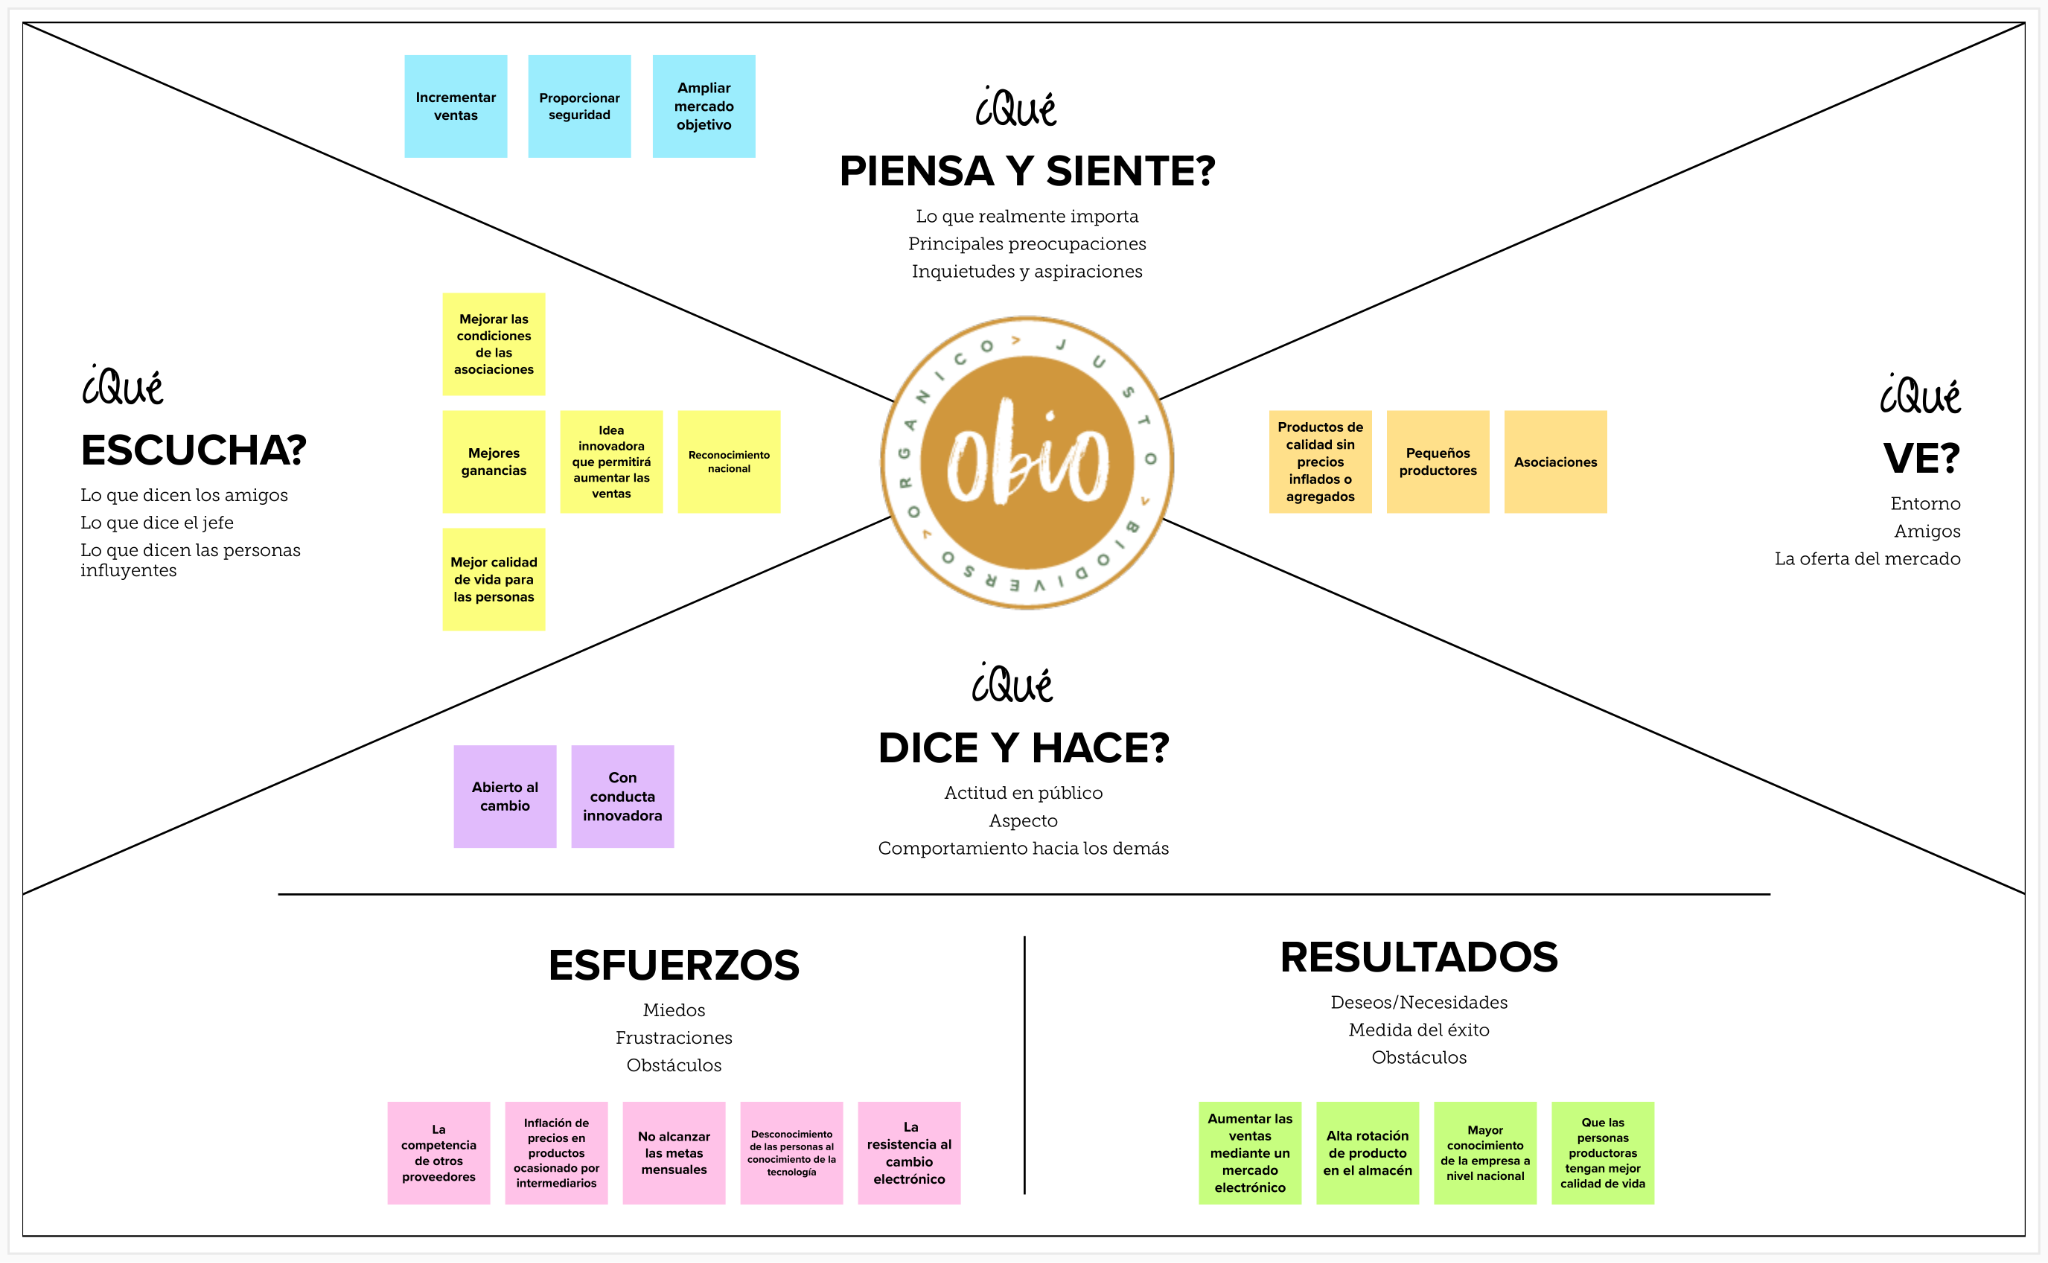 Incrementar
ventas
Proporcionar
seguridad
Ampliar
mercado
objetivo
¿Qué
PIENSA Y SIENTE?
Lo que realmente importa
Principales preocupaciones
Inquietudes y aspiraciones
¿Qué
ESCUCHA?
Lo que dicen los amigos
Lo que dice el jefe
Lo que dicen las personas
influyentes
Mejorar las
condiciones
de las
asociaciones
Mejores
ganancias
Idea
innovadora
que permitirá
aumentar las
ventas
Reconocimiento
nacional
Mejor calidad
de vida para
las personas
ORGANICO > JUSTO > BIODIVERSO >
obio
Productos de
calidad sin
precios
inflados o
agregados
Pequeños
productores
Asociaciones
¿Qué
VE?
Entorno
Amigos
La oferta del mercado
¿Qué
DICE Y HACE?
Actitud en público
Aspecto
Comportamiento hacia los demás
Abierto al
cambio
Con
conducta
innovadora
ESFUERZOS
Miedos
Frustraciones
Obstáculos
La
competencia
de otros
proveedores
Inflación de
precios en
productos
ocasionado por
intermediarios
No alcanzar
las metas
mensuales
Desconocimiento
de las personas al
conocimiento de la
tecnología
La
resistencia al
cambio
electrónico
RESULTADOS
Deseos/Necesidades
Medida del éxito
Obstáculos
Aumentar las
ventas
mediante un
mercado
electrónico
Alta rotación
de producto
en el almacén
Mayor
conocimiento
de la empresa a
nivel nacional
Que las
personas
productoras
tengan mejor
calidad de vida